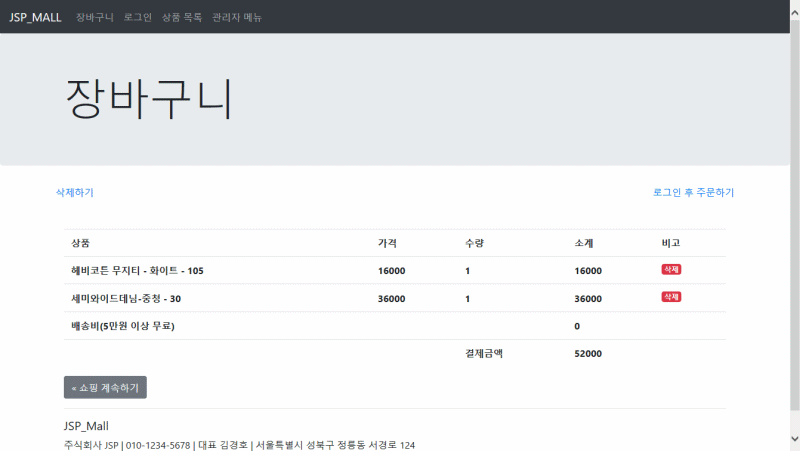 JSP_MALL 장바구니 로그인 상품 목록 관리자 메뉴
장바구니
삭제하기 로그인 후 주문하기
상품 가격 수량 소계 비고
헤비코튼 무지티 - 화이트 - 105 16000 1 16000 삭제
세미와이드데님-중청 - 30 36000 1 36000 삭제
배송비(5만원 이상 무료) 0
결제금액 52000
« 쇼핑 계속하기
JSP_Mall
주식회사 JSP | 010-1234-5678 | 대표 김경호 | 서울특별시 성북구 정릉동 서경로 124